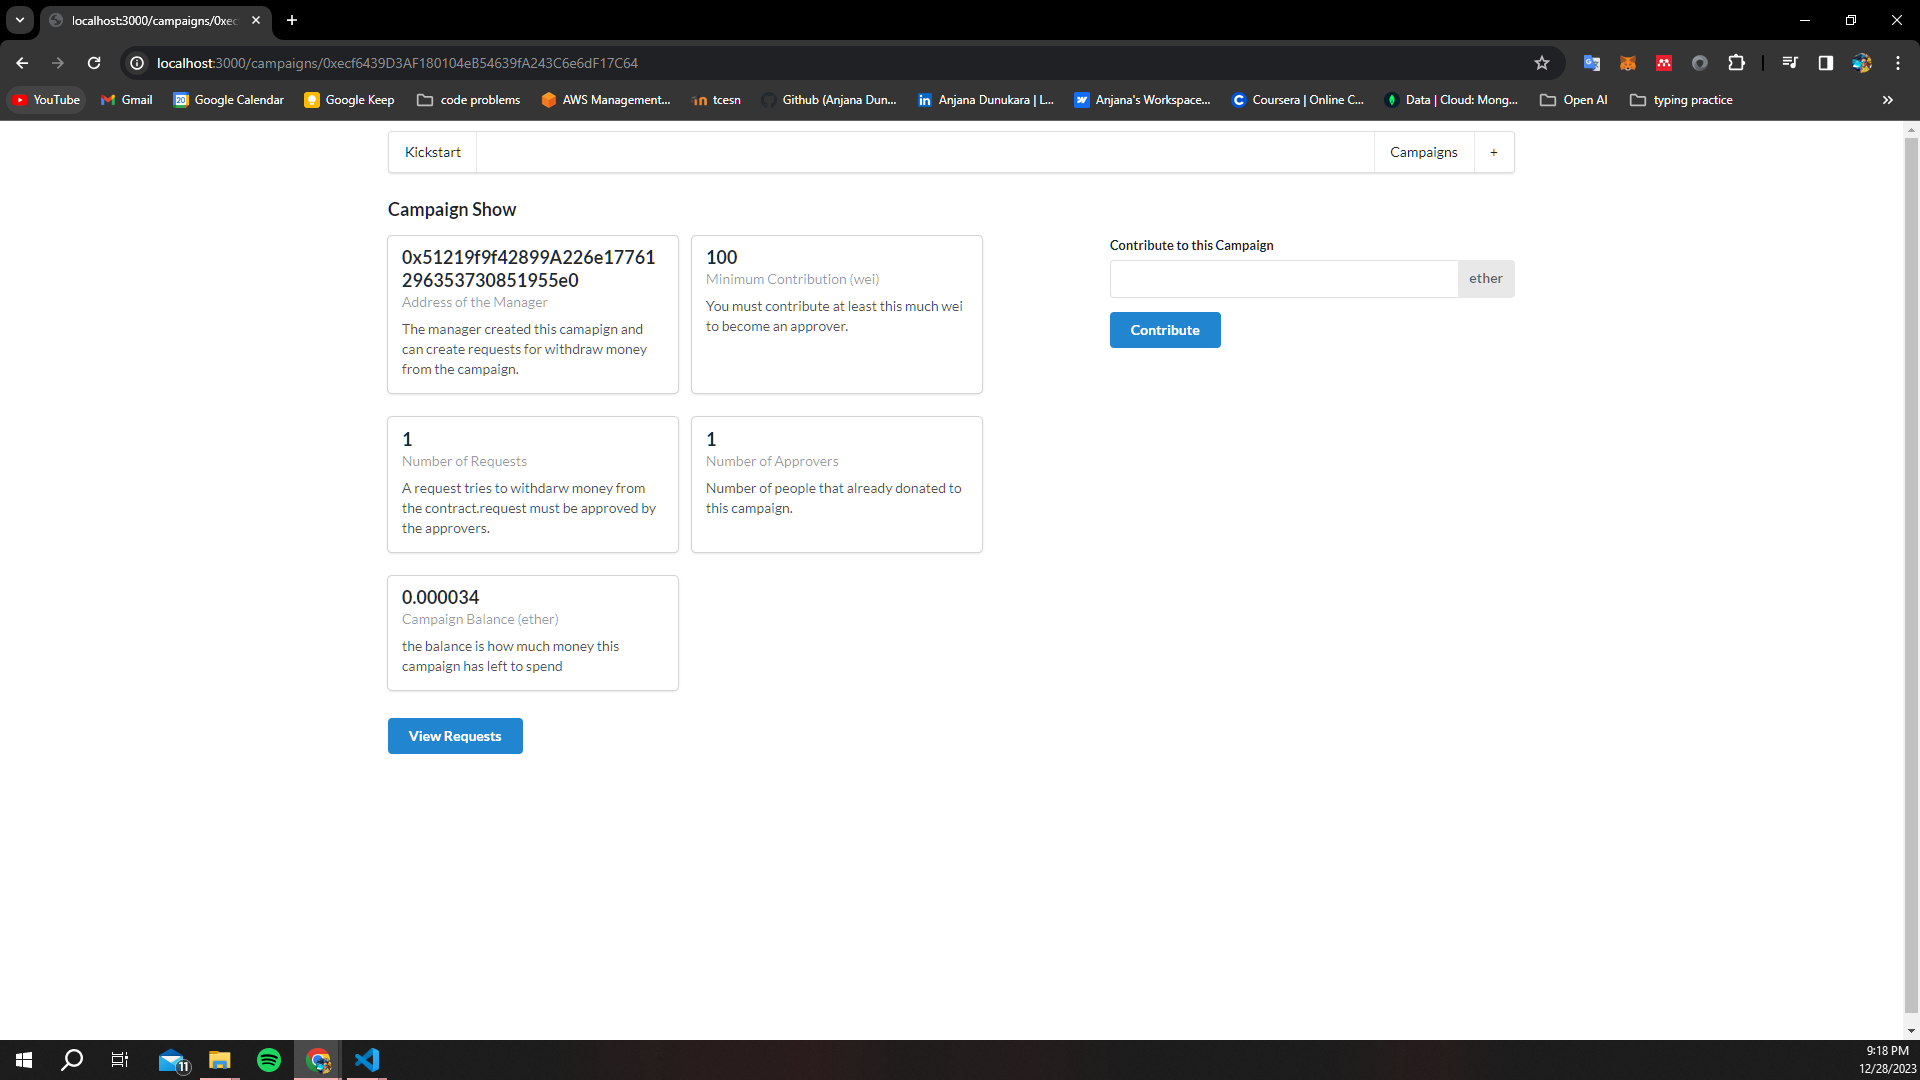 localhost:3000/campaigns/0xec
localhost:3000/campaigns/0xecf6439D3AF180104eB54639fA243C6e6dF17C64
YouTube
Gmail
20
Google Calendar
Google Keep
code problems
AWS Management...
tcesn
Github (Anjana Dun...
Anjana Dunukara | L...
Anjana's Workspace...
Coursera | Online C...
Data | Cloud: Mong...
Open AI
typing practice
Kickstart
Campaigns
+
Campaign Show
0x51219f9f42899A226e17761
296353730851955e0
Address of the Manager
The manager created this camapign and
can create requests for withdraw money
from the campaign.
100
Minimum Contribution (wei)
You must contribute at least this much wei
to become an approver.
Contribute to this Campaign
ether
Contribute
1
Number of Requests
A request tries to withdarw money from
the contract.request must be approved by
the approvers.
1
Number of Approvers
Number of people that already donated to
this campaign.
0.000034
Campaign Balance (ether)
the balance is how much money this
campaign has left to spend
View Requests
11
9:18 PM
12/28/2023